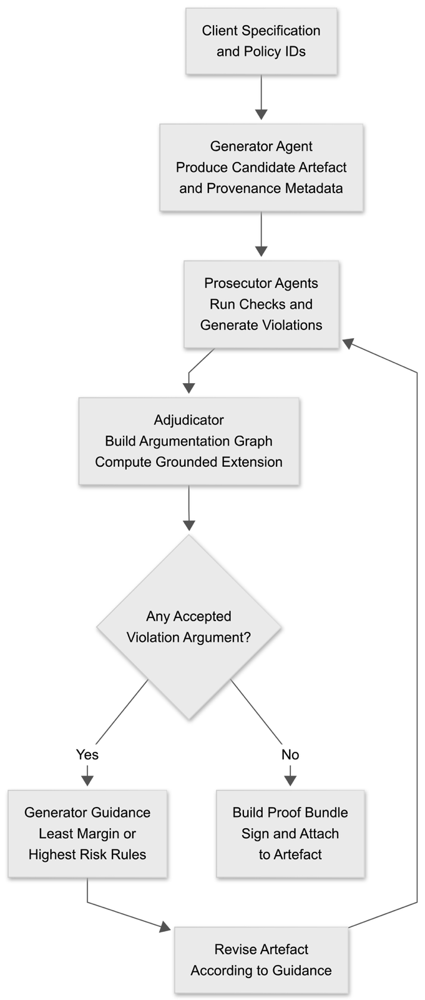 Client Specification
and Policy IDs
Generator Agent
Produce Candidate Artefact
and Provenance Metadata
Prosecutor Agents
Run Checks and
Generate Violations
Adjudicator
Build Argumentation Graph
Compute Grounded Extension
Any Accepted
Violation Argument?
Yes
No
Generator Guidance
Least Margin or
Highest Risk Rules
Build Proof Bundle
Sign and Attach
to Artefact
Revise Artefact
According to Guidance